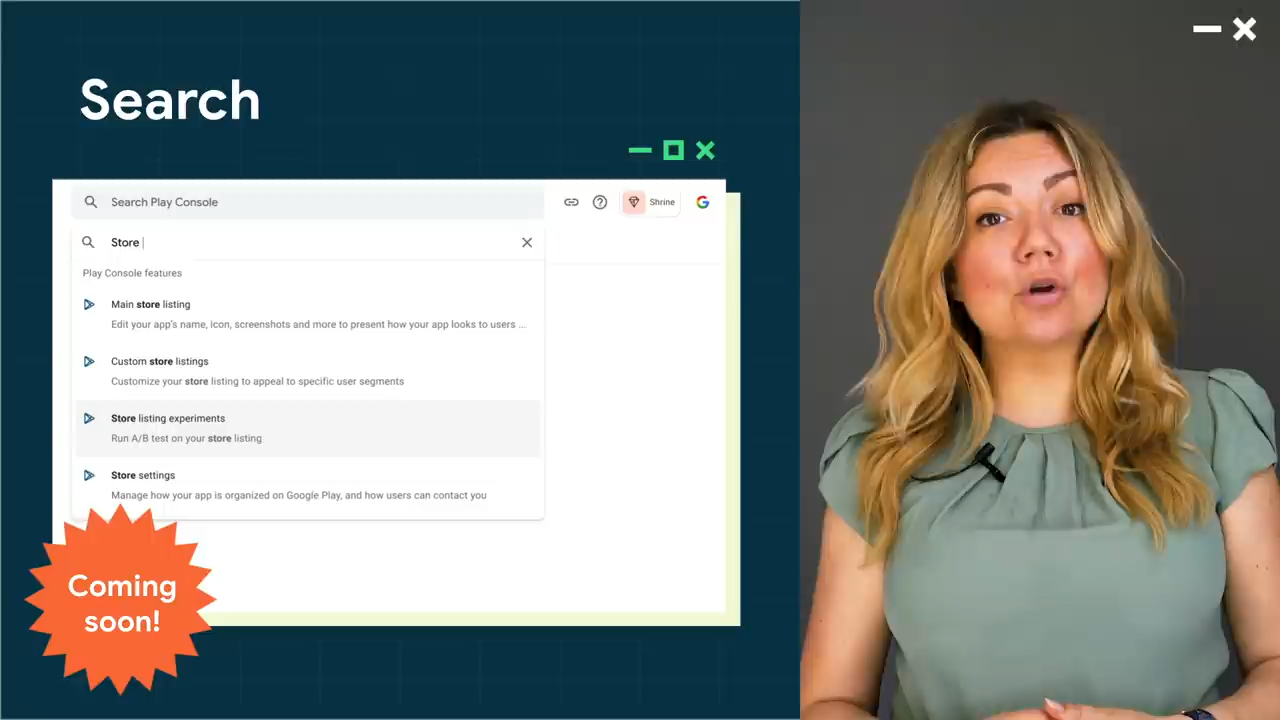 Search
Search Play Console
Shrine
Store
Play Console features
Main store listing
Edit your app's name, icon, screenshots and more to present how your app looks to users ...
Custom store listings
Customize your store listing to appeal to specific user segments
Store listing experiments
Run A/B test on your store listing
Store settings
Manage how your app is organized on Google Play, and how users can contact you
Coming
soon!